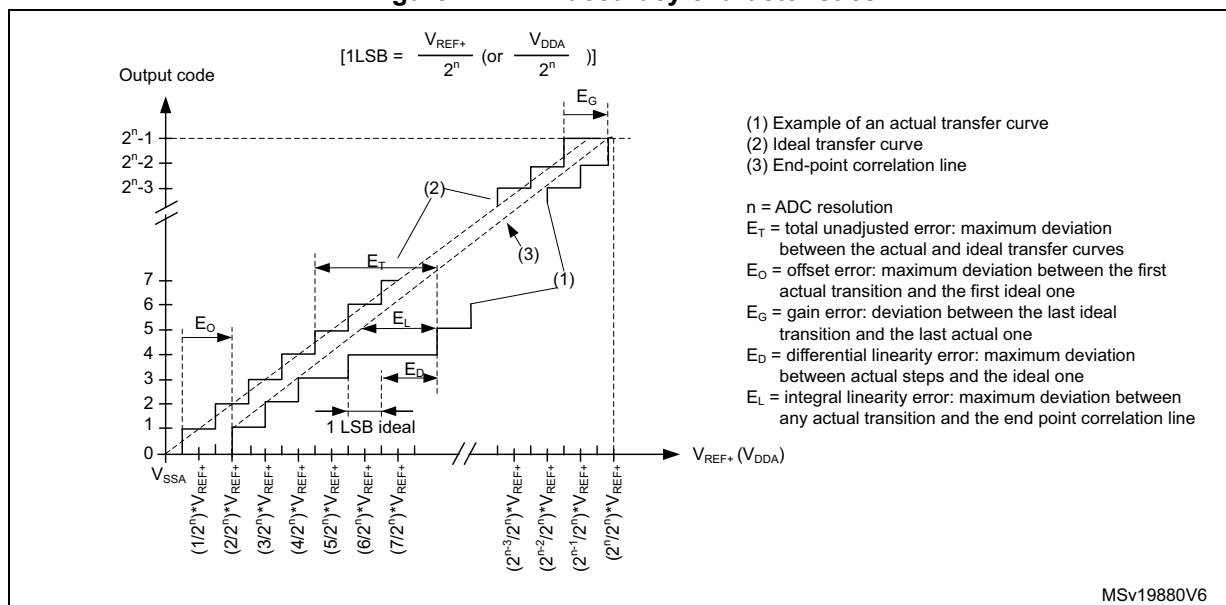 [1LSB = V_REF+ / 2^n (or V_DDA / 2^n )]
Output code
E_G
2^n-1
2^n-2
2^n-3
(2)
(3)
(1)
E_T
7
6
5
4
3
2
1
0
E_O
E_L
E_D
1 LSB ideal
V_SSA
(1/2^n)*V_REF+
(2/2^n)*V_REF+
(3/2^n)*V_REF+
(4/2^n)*V_REF+
(5/2^n)*V_REF+
(6/2^n)*V_REF+
(7/2^n)*V_REF+
(2^n-3/2^n)*V_REF+
(2^n-2/2^n)*V_REF+
(2^n-1/2^n)*V_REF+
(2^n/2^n)*V_REF+
V_REF+ (V_DDA)
(1) Example of an actual transfer curve
(2) Ideal transfer curve
(3) End-point correlation line
n = ADC resolution
E_T = total unadjusted error: maximum deviation
between the actual and ideal transfer curves
E_O = offset error: maximum deviation between the first
actual transition and the first ideal one
E_G = gain error: deviation between the last ideal
transition and the last actual one
E_D = differential linearity error: maximum deviation
between actual steps and the ideal one
E_L = integral linearity error: maximum deviation between
any actual transition and the end point correlation line
MSv19880V6